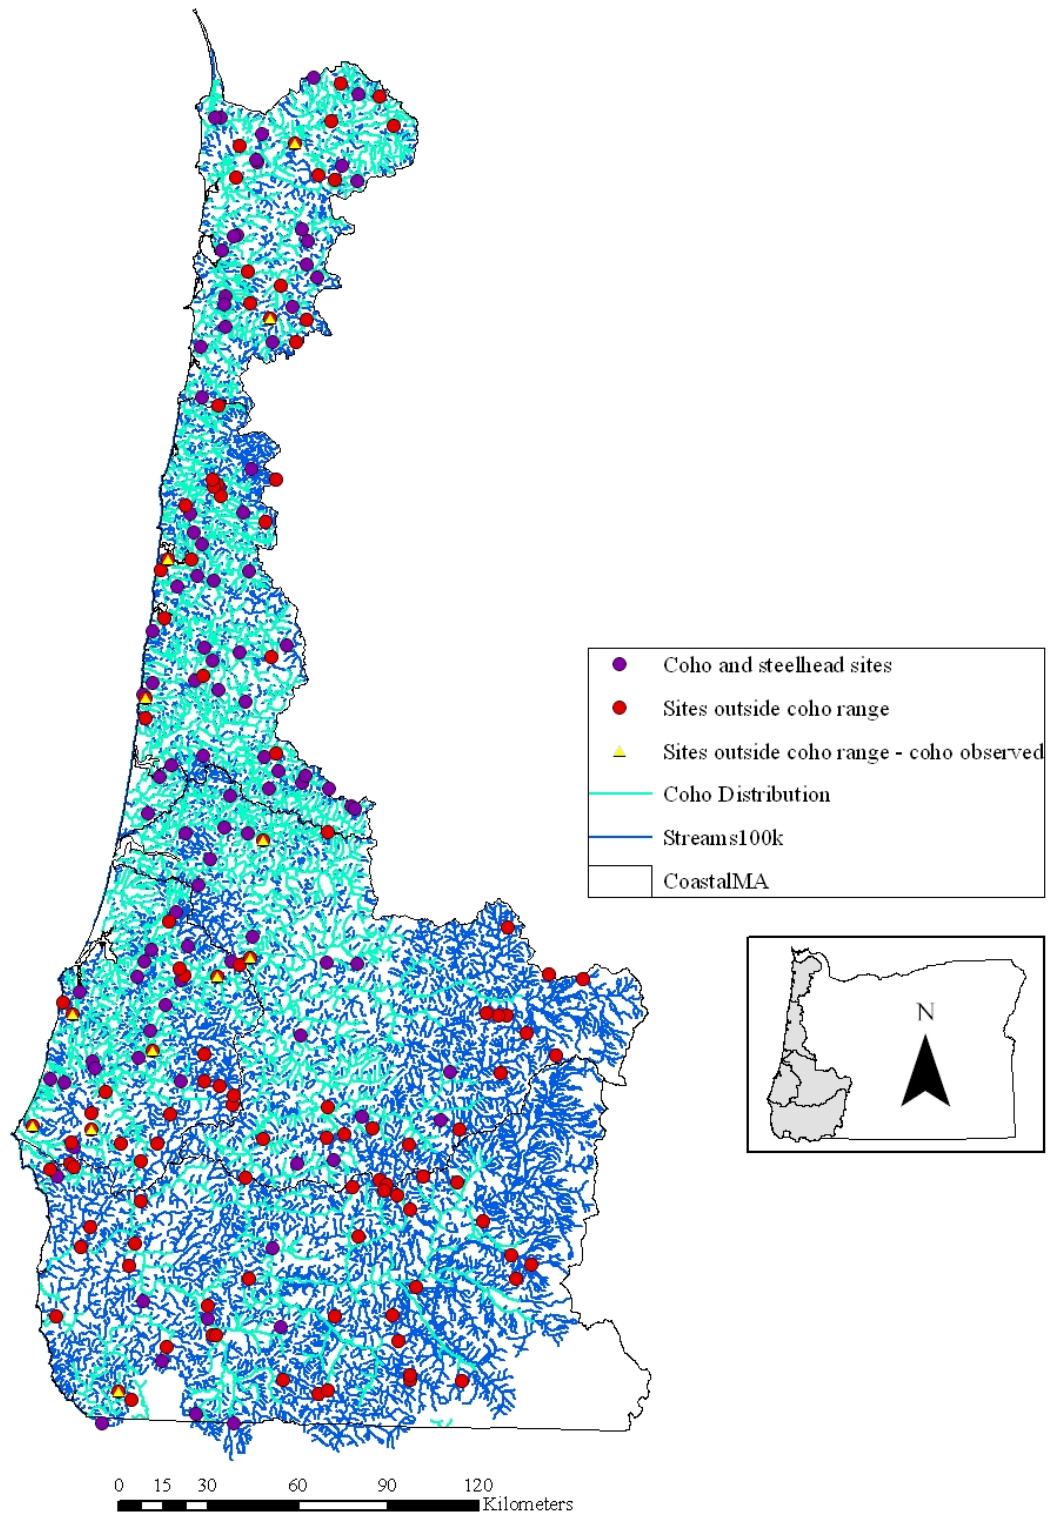 Coho and steelhead sites
Sites outside coho range
Sites outside coho range - coho observed
Coho Distribution
Streams100k
CoastalMA
N
0 15 30 60 90 120
Kilometers